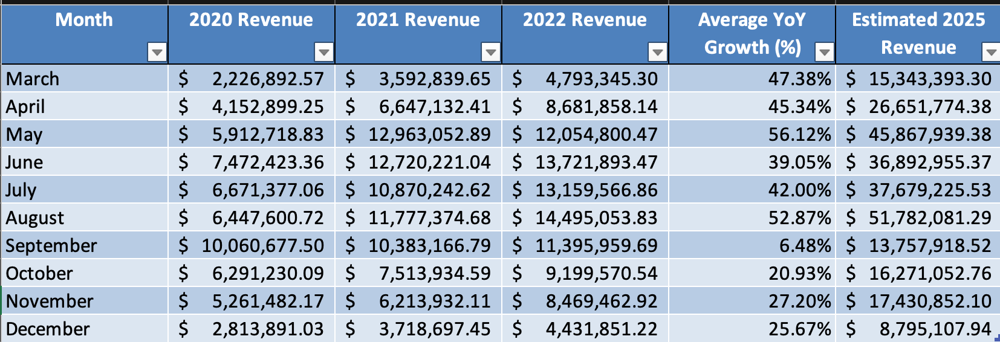 Month 2020 Revenue 2021 Revenue 2022 Revenue Average YoY Growth (%) Estimated 2025 Revenue
March $ 2,226,892.57 $ 3,592,839.65 $ 4,793,345.30 47.38% $ 15,343,393.30
April $ 4,152,899.25 $ 6,647,132.41 $ 8,681,858.14 45.34% $ 26,651,774.38
May $ 5,912,718.83 $ 12,963,052.89 $ 12,054,800.47 56.12% $ 45,867,939.38
June $ 7,472,423.36 $ 12,720,221.04 $ 13,721,893.47 39.05% $ 36,892,955.37
July $ 6,671,377.06 $ 10,870,242.62 $ 13,159,566.86 42.00% $ 37,679,225.53
August $ 6,447,600.72 $ 11,777,374.68 $ 14,495,053.83 52.87% $ 51,782,081.29
September $ 10,060,677.50 $ 10,383,166.79 $ 11,395,959.69 6.48% $ 13,757,918.52
October $ 6,291,230.09 $ 7,513,934.59 $ 9,199,570.54 20.93% $ 16,271,052.76
November $ 5,261,482.17 $ 6,213,932.11 $ 8,469,462.92 27.20% $ 17,430,852.10
December $ 2,813,891.03 $ 3,718,697.45 $ 4,431,851.22 25.67% $ 8,795,107.94